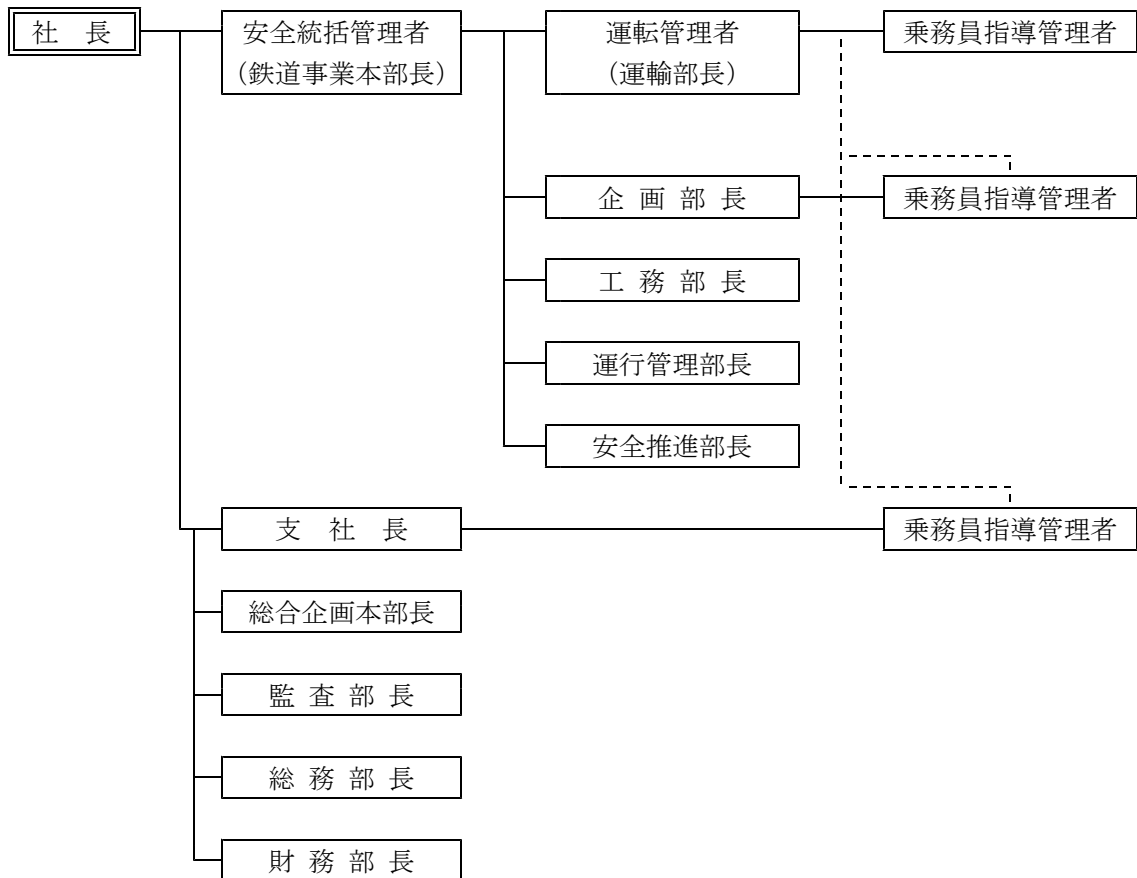 社　長
安全統括管理者
（鉄道事業本部長）
運転管理者
（運輸部長）
乗務員指導管理者
企 画 部 長
乗務員指導管理者
工 務 部 長
運行管理部長
安全推進部長
支　社　長
乗務員指導管理者
総合企画本部長
監 査 部 長
総 務 部 長
財 務 部 長